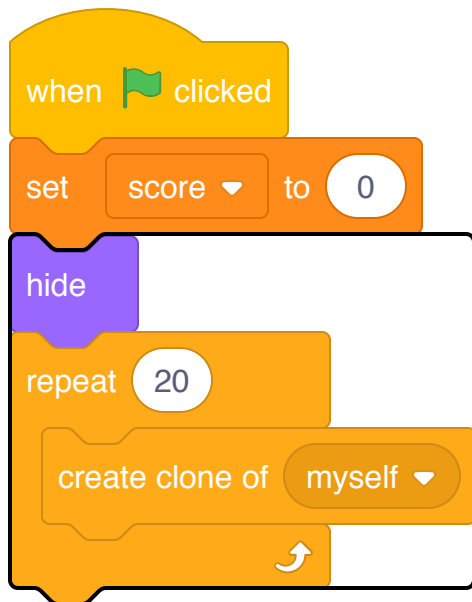 when clicked
set score to 0
hide
repeat 20
create clone of myself